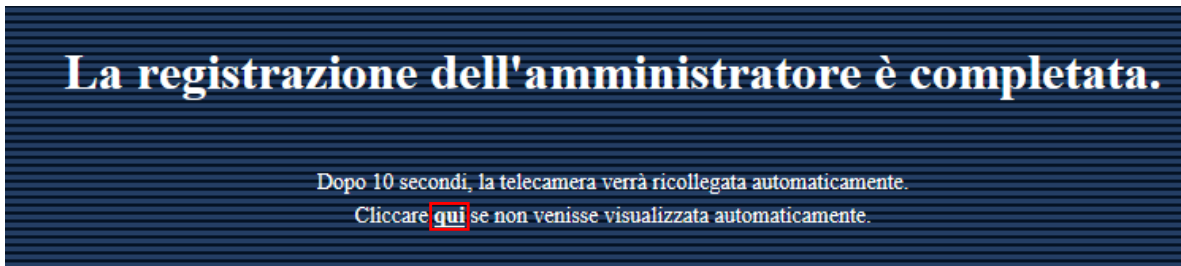 La registrazione dell'amministratore è completata.
Dopo 10 secondi, la telecamera verrà ricollegata automaticamente.
Cliccare qui se non venisse visualizzata automaticamente.